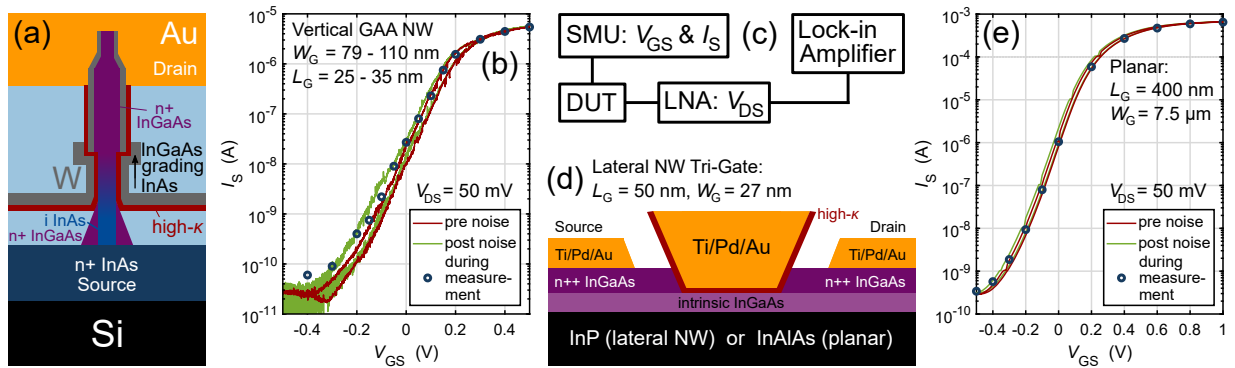 (a)
Au
Drain
n+
InGaAs
InGaAs
grading
InAs
W
high-κ
i InAs
n+ InGaAs
n+ InAs
Source
Si
(b)
Vertical GAA NW
W_G = 79 - 110 nm
L_G = 25 - 35 nm
V_DS = 50 mV
pre noise
post noise
during
measure-
ment
I_S (A)
10^-5
10^-6
10^-7
10^-8
10^-9
10^-10
10^-11
-0.4 -0.2 0 0.2 0.4
V_GS (V)
(c)
SMU: V_GS & I_S
Lock-in
Amplifier
DUT
LNA: V_DS
(d)
Lateral NW Tri-Gate:
L_G = 50 nm, W_G = 27 nm
high-κ
Source
Drain
Ti/Pd/Au
Ti/Pd/Au
Ti/Pd/Au
n++ InGaAs
n++ InGaAs
intrinsic InGaAs
InP (lateral NW) or InAlAs (planar)
(e)
Planar:
L_G = 400 nm
W_G = 7.5 μm
V_DS = 50 mV
pre noise
post noise
during
measure-
ment
I_S (A)
10^-3
10^-4
10^-5
10^-6
10^-7
10^-8
10^-9
10^-10
-0.4 -0.2 0 0.2 0.4 0.6 0.8 1
V_GS (V)